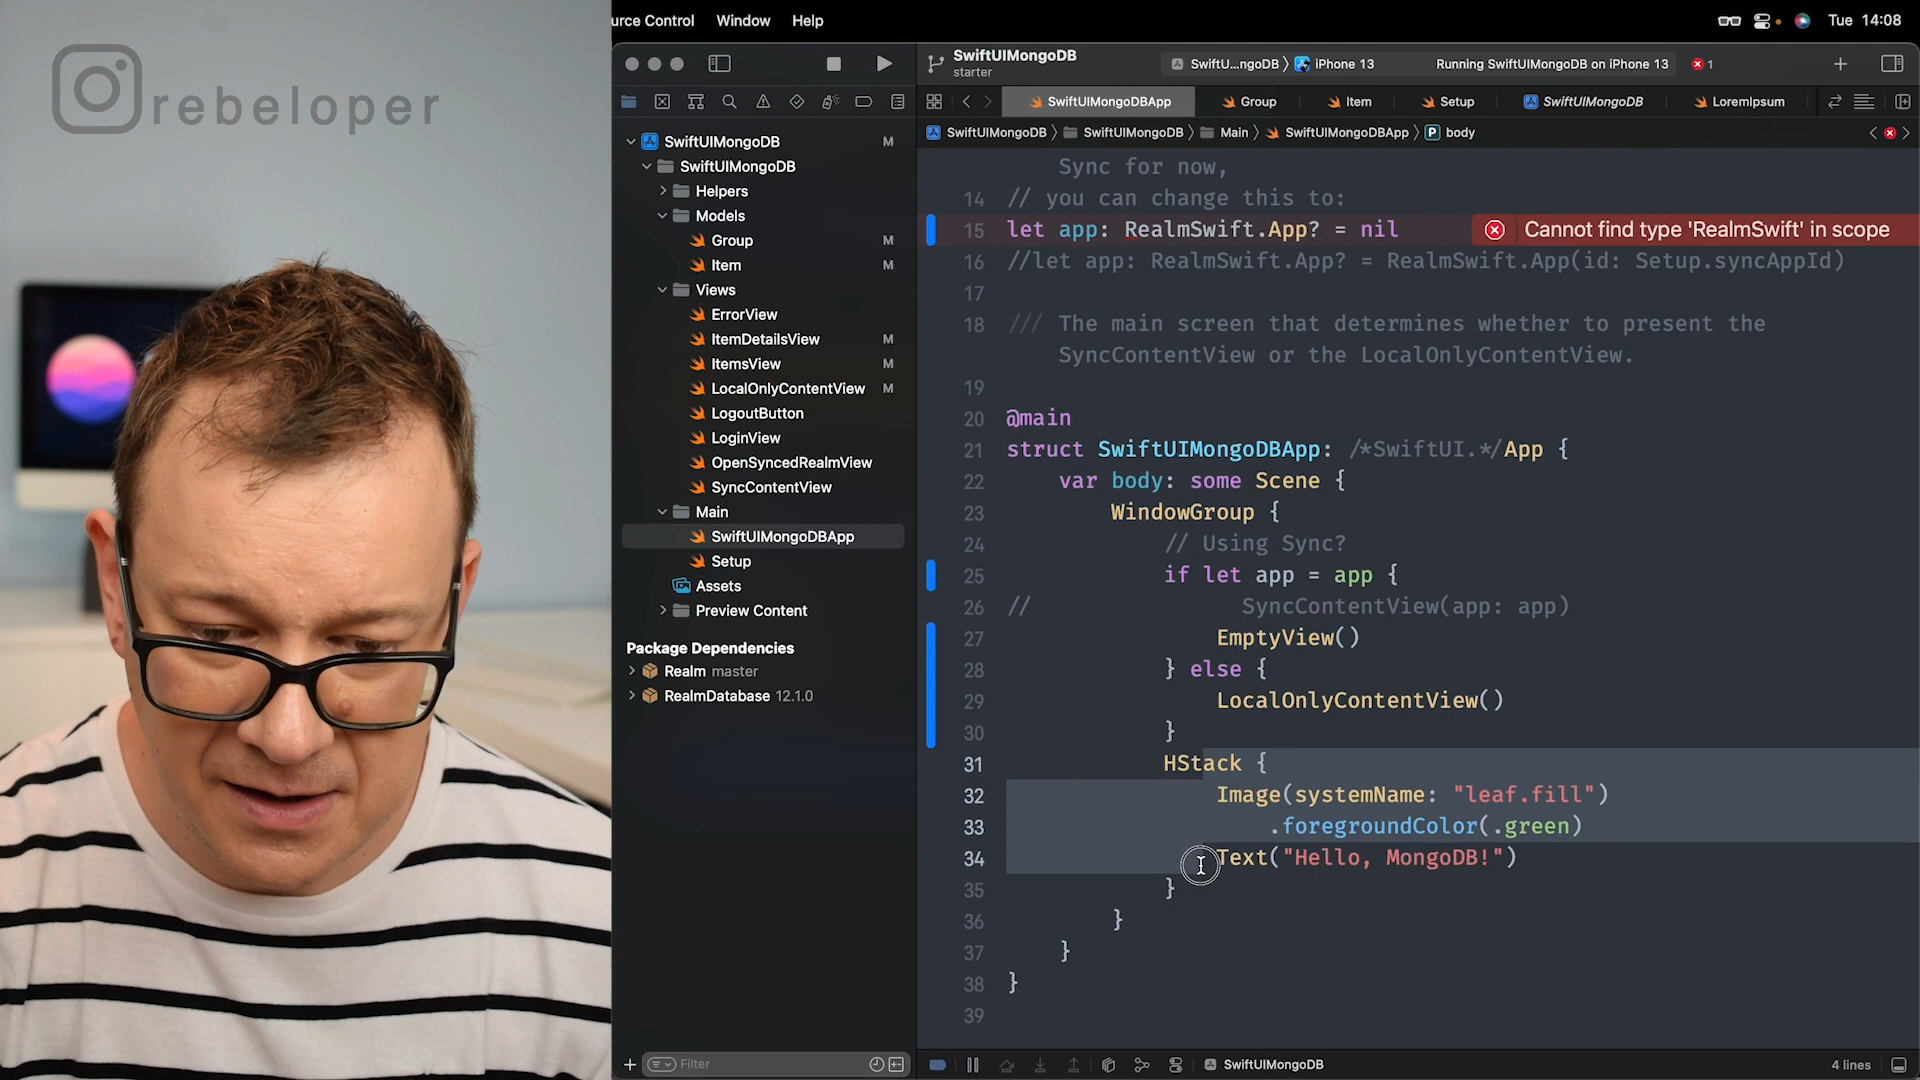 rebeloper
urce Control Window Help
Tue 14:08
SwiftUIMongoDB
starter
SwiftU...ngoDB 〉 iPhone 13
Running SwiftUIMongoDB on iPhone 13
1
SwiftUIMongoDBApp
Group
Item
Setup
SwiftUIMongoDB
LoremIpsum
SwiftUIMongoDB 〉 SwiftUIMongoDB 〉 Main 〉 SwiftUIMongoDBApp 〉 P body
SwiftUIMongoDB M
SwiftUIMongoDB
Helpers
Models
Group M
Item M
Views
ErrorView
ItemDetailsView M
ItemsView M
LocalOnlyContentView M
LogoutButton
LoginView
OpenSyncedRealmView
SyncContentView
Main
SwiftUIMongoDBApp
Setup
Assets
Preview Content
Package Dependencies
Realm master
RealmDatabase 12.1.0
Filter
Sync for now,
14 // you can change this to:
15 let app: RealmSwift.App? = nil
Cannot find type 'RealmSwift' in scope
16 //let app: RealmSwift.App? = RealmSwift.App(id: Setup.syncAppId)
17
18 /// The main screen that determines whether to present the
SyncContentView or the LocalOnlyContentView.
19
20 @main
21 struct SwiftUIMongoDBApp: /*SwiftUI.*/App {
22 var body: some Scene {
23 WindowGroup {
24 // Using Sync?
25 if let app = app {
26 // SyncContentView(app: app)
27 EmptyView()
28 } else {
29 LocalOnlyContentView()
30 }
31 HStack {
32 Image(systemName: "leaf.fill")
33 .foregroundColor(.green)
34 Text("Hello, MongoDB!")
35 }
36 }
37 }
38 }
39
SwiftUIMongoDB
4 lines